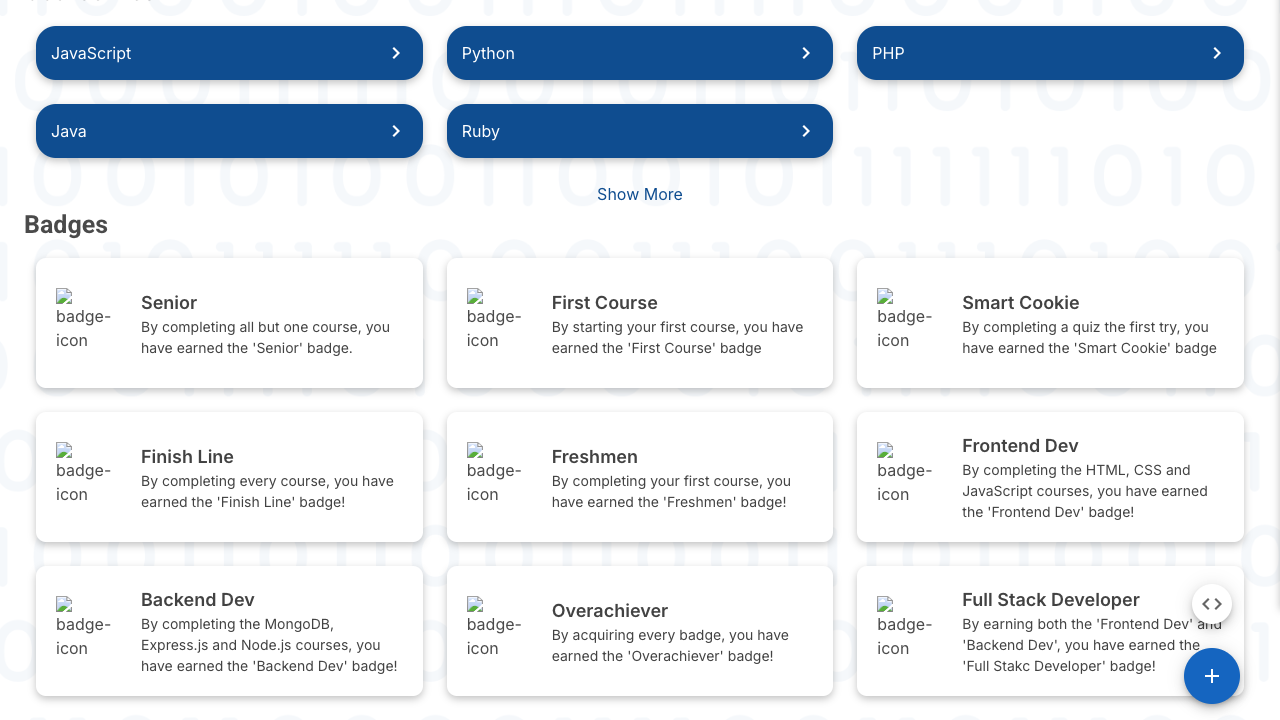 JavaScript
Python
PHP
Java
Ruby
Show More
Badges
badge-
icon
Senior
By completing all but one course, you
have earned the 'Senior' badge.
badge-
icon
First Course
By starting your first course, you have
earned the 'First Course' badge
badge-
icon
Smart Cookie
By completing a quiz the first try, you
have earned the 'Smart Cookie' badge
badge-
icon
Finish Line
By completing every course, you have
earned the 'Finish Line' badge!
badge-
icon
Freshmen
By completing your first course, you
have earned the 'Freshmen' badge!
badge-
icon
Frontend Dev
By completing the HTML, CSS and
JavaScript courses, you have earned
the 'Frontend Dev' badge!
badge-
icon
Backend Dev
By completing the MongoDB,
Express.js and Node.js courses, you
have earned the 'Backend Dev' badge!
badge-
icon
Overachiever
By acquiring every badge, you have
earned the 'Overachiever' badge!
badge-
icon
Full Stack Developer
By earning both the 'Frontend Dev' and
'Backend Dev', you have earned the
'Full Stakc Developer' badge!